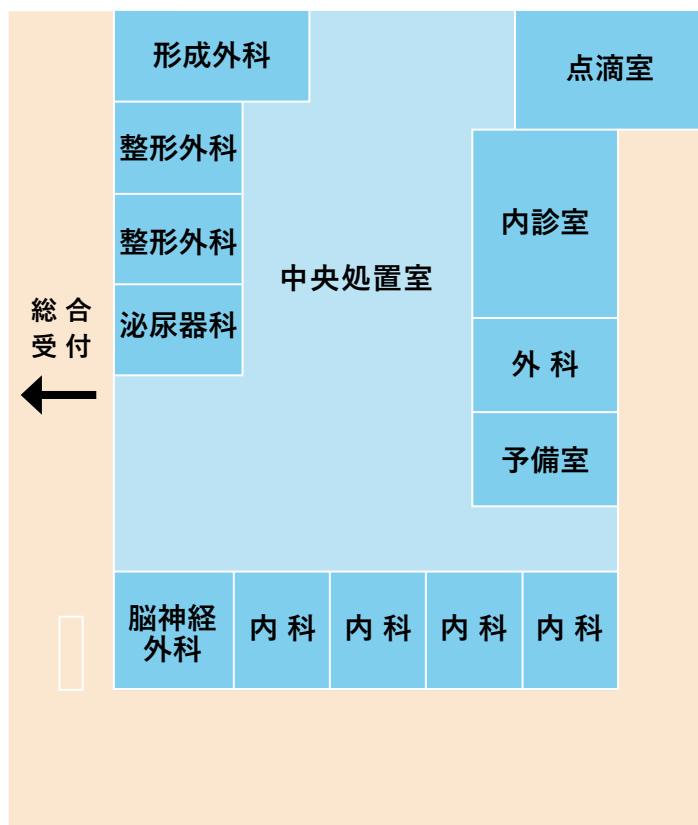 形成外科
点滴室
整形外科
内診室
整形外科
中央処置室
総合
受付
泌尿器科
外科
予備室
脳神経
外科
内科
内科
内科
内科